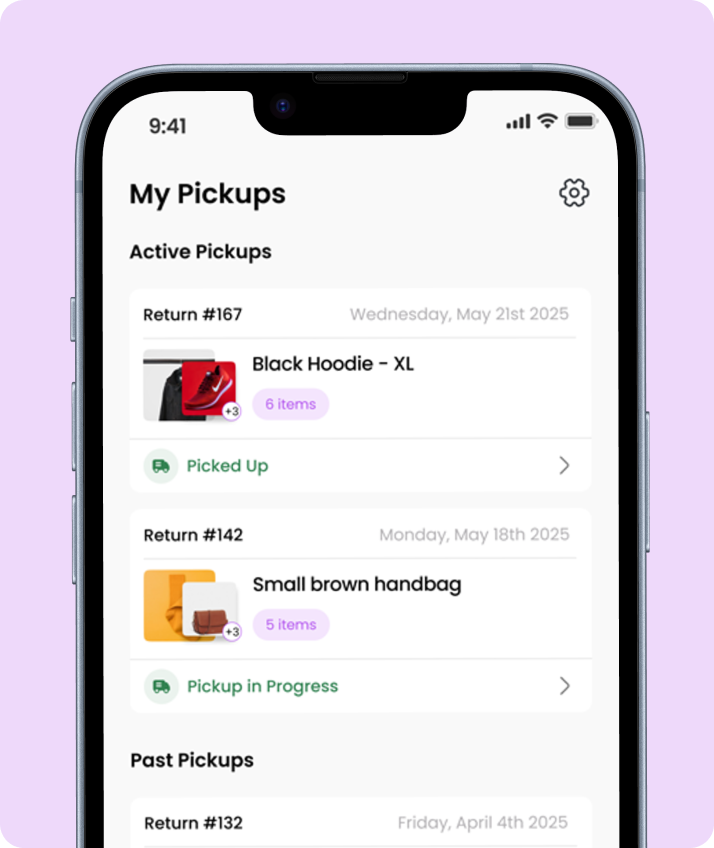 9:41
My Pickups
Active Pickups
Return #167 Wednesday, May 21st 2025
Black Hoodie - XL
6 items
+3
Picked Up
Return #142 Monday, May 18th 2025
Small brown handbag
5 items
+3
Pickup in Progress
Past Pickups
Return #132 Friday, April 4th 2025